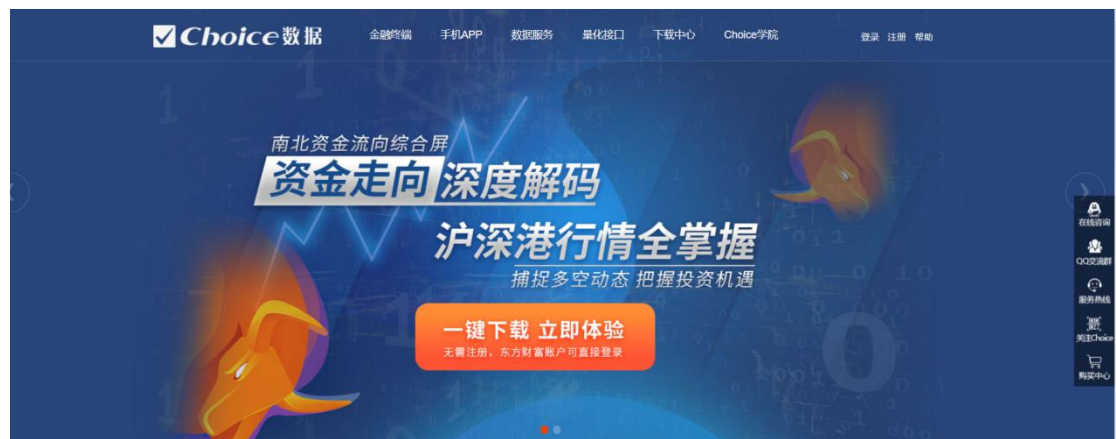 Choice数据
金融终端 手机APP 数据服务 量化接口 下载中心 Choice学院
登录 注册 帮助
南北资金流向综合屏
资金走向 深度解码
沪深港行情全掌握
捕捉多空动态 把握投资机遇
一键下载 立即体验
无需注册，东方财富账户可直接登录
在线咨询
QQ交流群
服务热线
关注Choice
购买中心